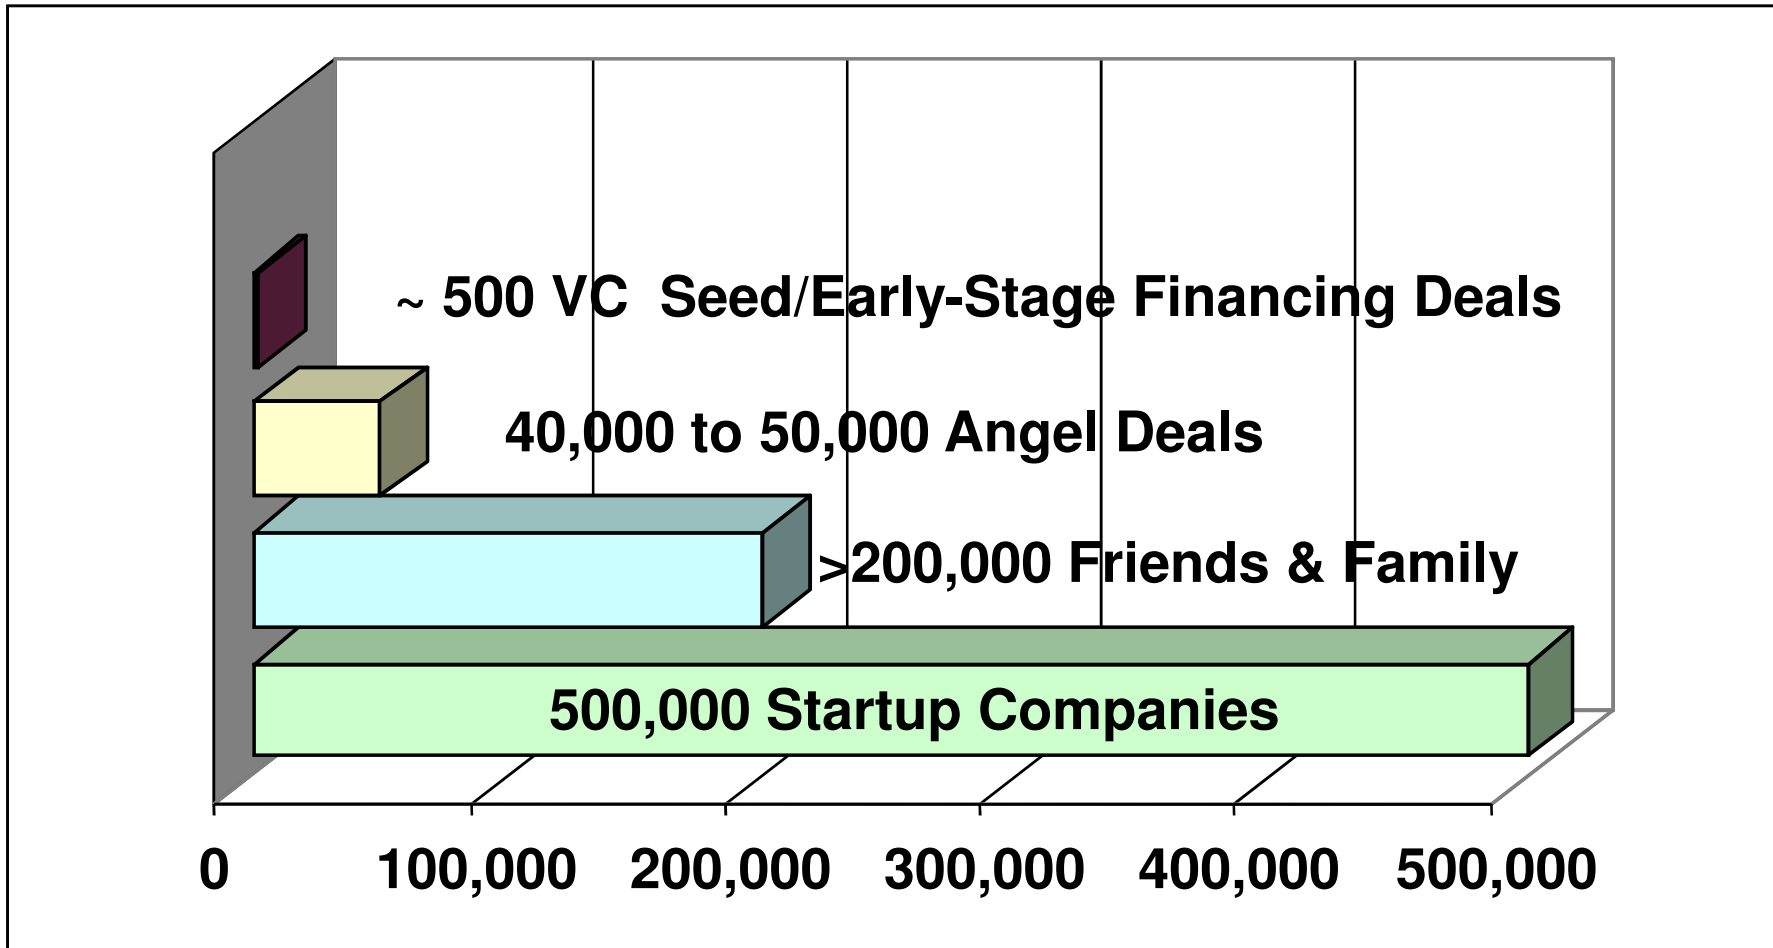 ~ 500 VC  Seed/Early-Stage Financing Deals
40,000 to 50,000 Angel Deals
>200,000 Friends & Family
500,000 Startup Companies
0 100,000 200,000 300,000 400,000 500,000